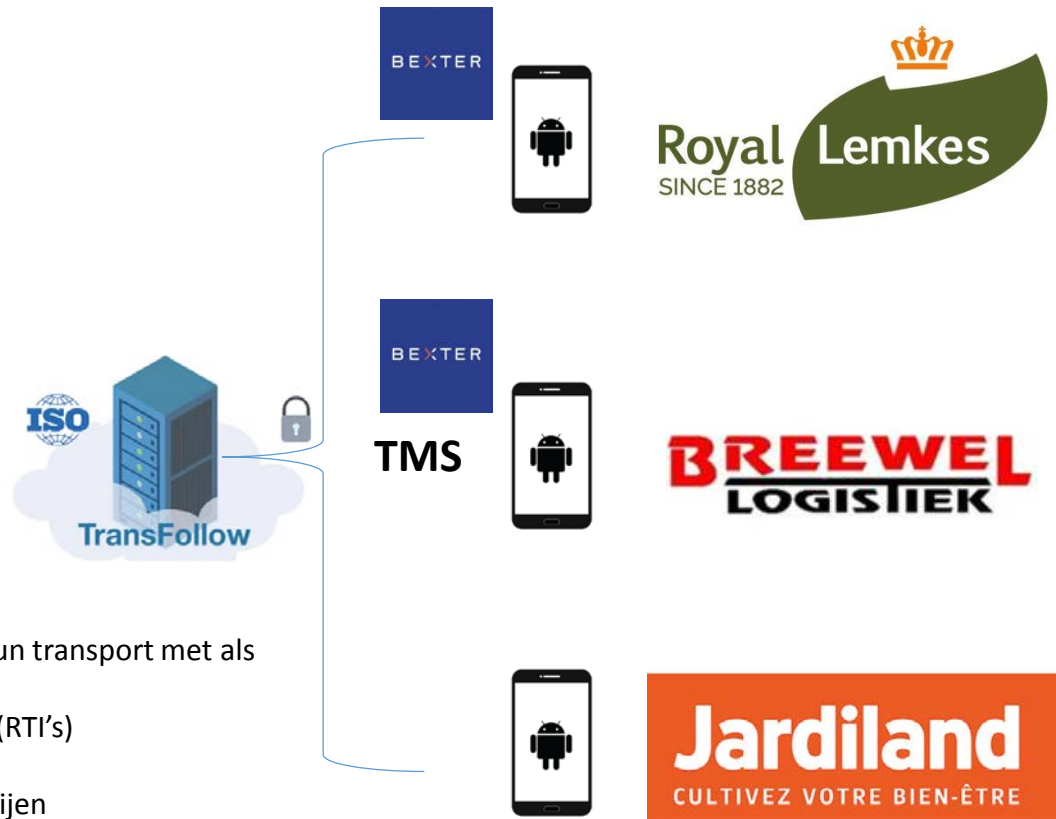 BEXTER
Royal Lemkes
SINCE 1882
BEXTER
ISO
TMS
BREEWEL
LOGISTIEK
TransFollow
un transport met als
(RTI’s)
ijen
Jardiland
CULTIVEZ VOTRE BIEN-ÊTRE